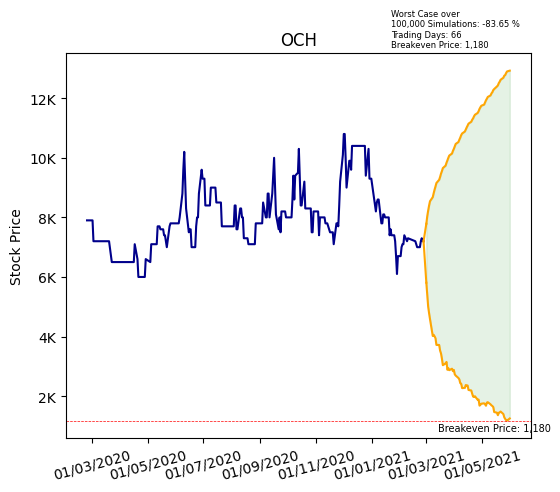 Worst Case over
100,000 Simulations: -83.65 %
Trading Days: 66
Breakeven Price: 1,180
OCH
Stock Price
12K
10K
8K
6K
4K
2K
Breakeven Price: 1,180
01/03/2020
01/05/2020
01/07/2020
01/09/2020
01/11/2020
01/01/2021
01/03/2021
01/05/2021